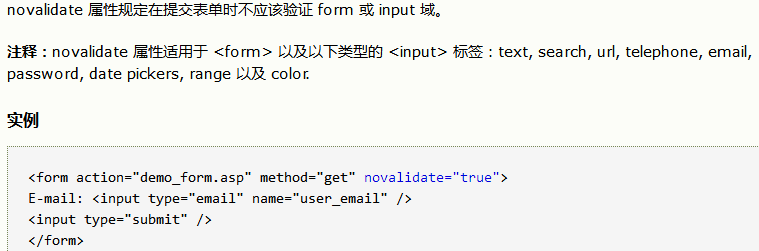 novalidate 属性规定在提交表单时不应该验证 form 或 input 域。
注释：novalidate 属性适用于 <form> 以及以下类型的 <input> 标签：text, search, url, telephone, email,
password, date pickers, range 以及 color.
实例
<form action="demo_form.asp" method="get" novalidate="true">
E-mail: <input type="email" name="user_email" />
<input type="submit" />
</form>